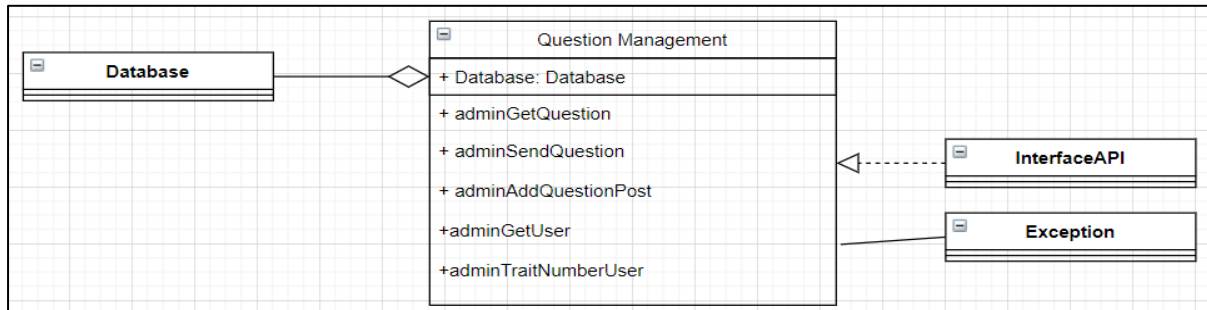 Question Management
Database
+ Database: Database
+ adminGetQuestion
+ adminSendQuestion
+ adminAddQuestionPost
+adminGetUser
+adminTraitNumberUser
InterfaceAPI
Exception